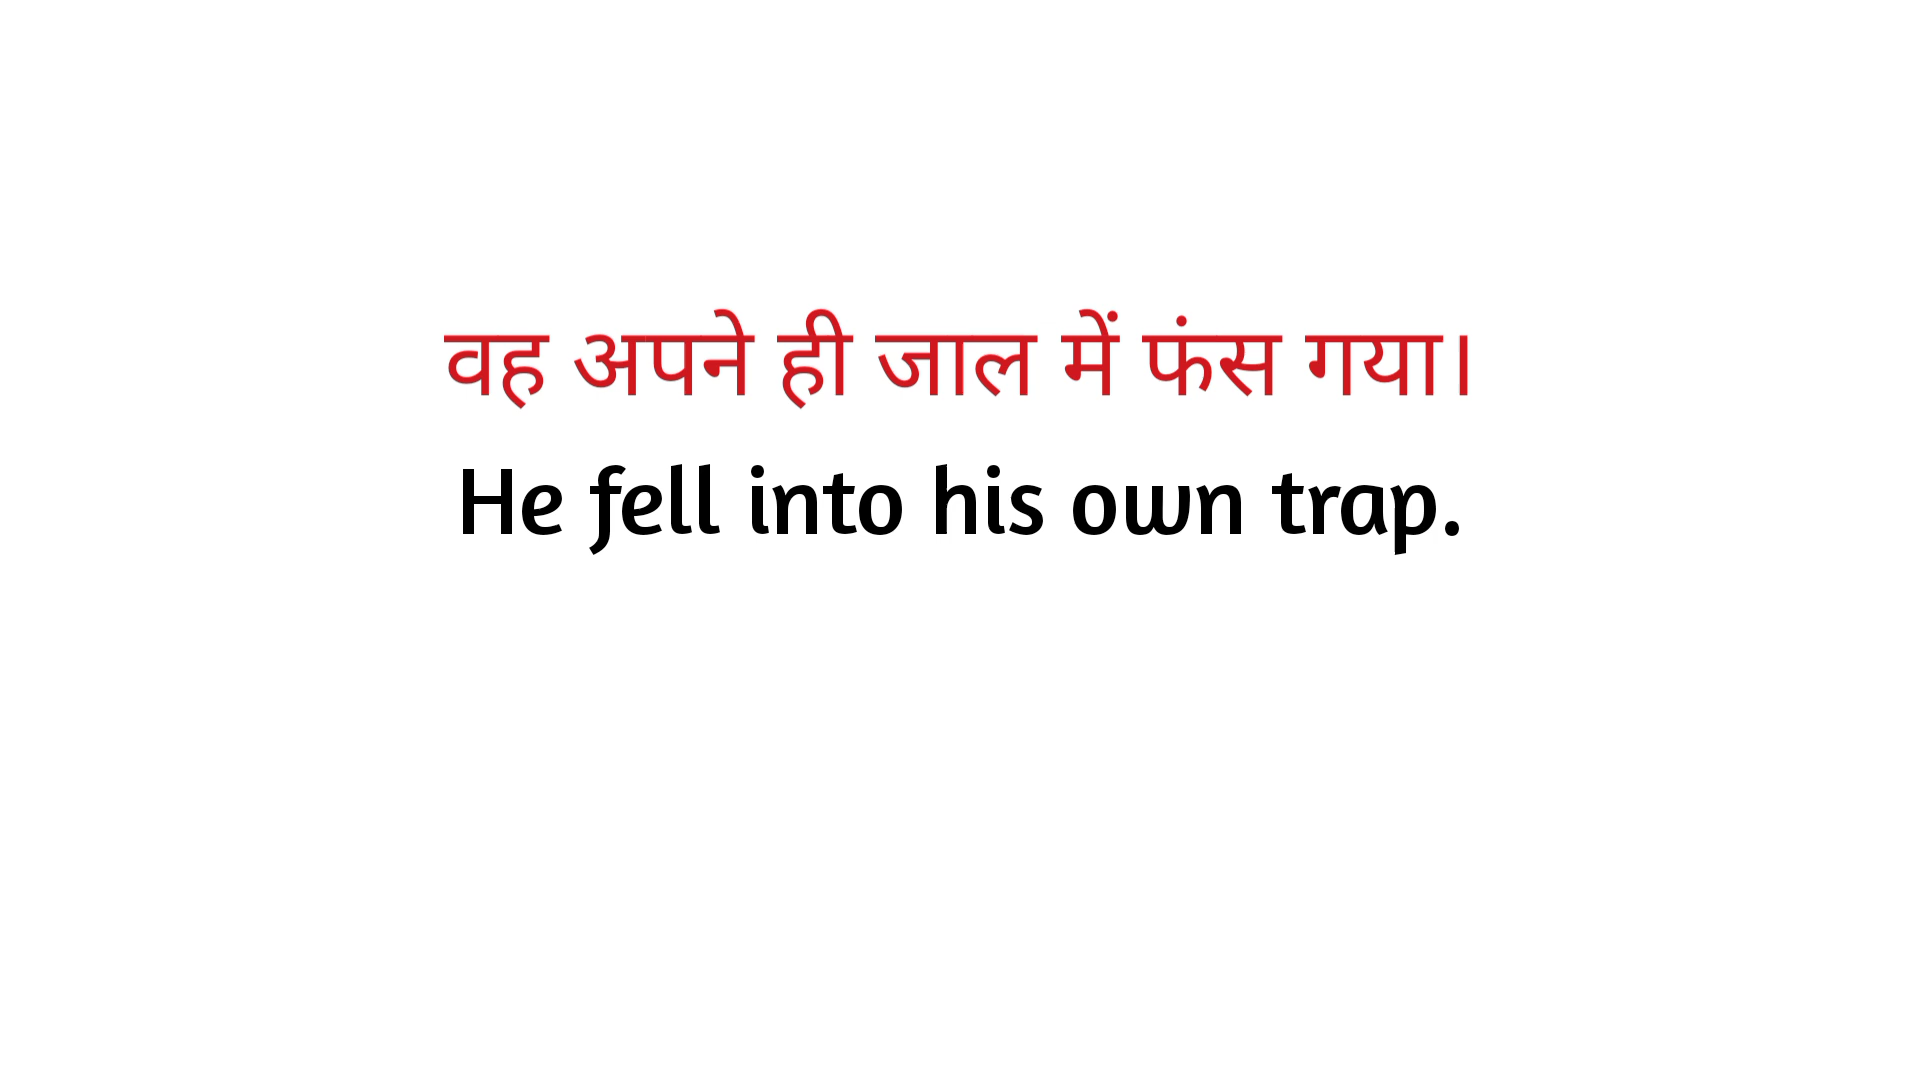 वह अपने ही जाल में फंस गया।
He fell into his own trap.